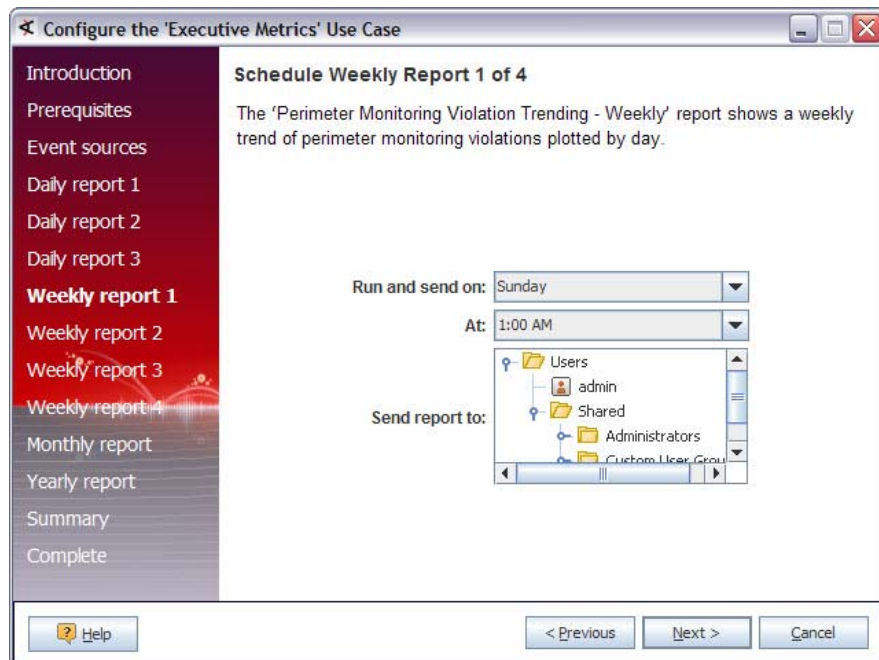 Configure the 'Executive Metrics' Use Case
Introduction
Prerequisites
Event sources
Daily report 1
Daily report 2
Daily report 3
Weekly report 1
Weekly report 2
Weekly report 3
Weekly report 4
Monthly report
Yearly report
Summary
Complete
Schedule Weekly Report 1 of 4
The 'Perimeter Monitoring Violation Trending - Weekly' report shows a weekly
trend of perimeter monitoring violations plotted by day.
Run and send on: Sunday
At: 1:00 AM
Send report to:
Users
admin
Shared
Administrators
Custom User Grou
Help
< Previous
Next >
Cancel